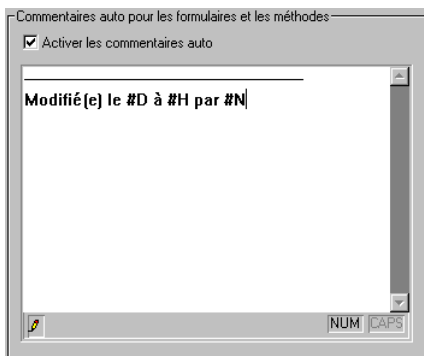 Commentaires auto pour les formulaires et les méthodes
Activer les commentaires auto
Modifié(e) le #D à #H par #N
NUM CAPS